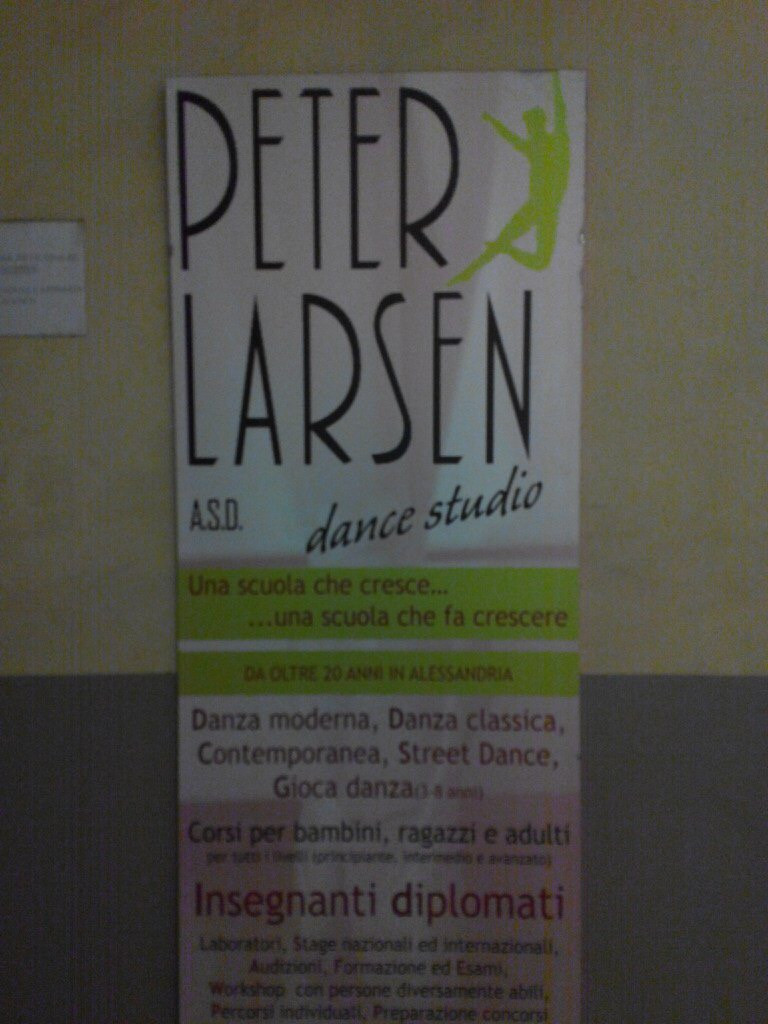 PETER
LARSEN
A.S.D.
dance studio
Una scuola che cresce...
...una scuola che fa crescere
DA OLTRE 20 ANNI IN ALESSANDRIA
Danza moderna, Danza classica,
Contemporanea, Street Dance,
Gioca danza(3-8 anni)
Corsi per bambini, ragazzi e adulti
per tutti i livelli (principiante, intermedio e avanzato)
Insegnanti diplomati
Laboratori, Stage nazionali ed internazionali,
Audizioni, Formazione ed Esami,
Workshop con persone diversamente abili,
Percorsi individuali, Preparazione concorsi